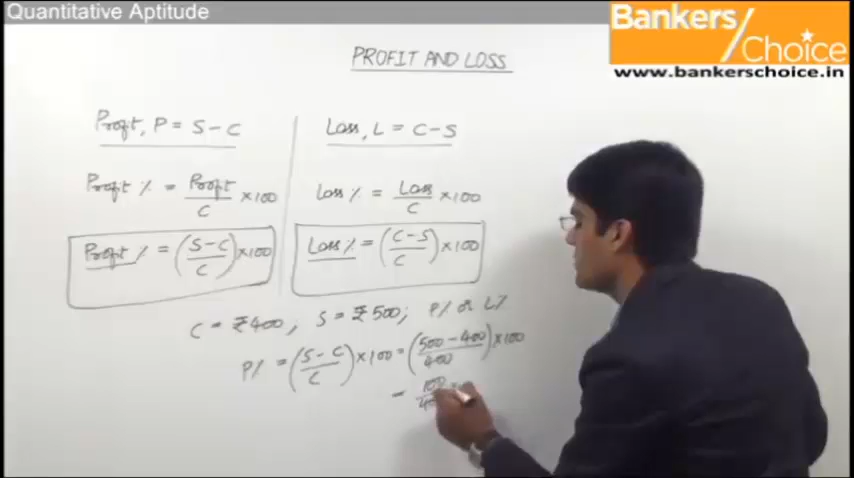 Quantitative Aptitude
Bankers
Choice
www.bankerschoice.in
PROFIT AND LOSS
Profit, P = S - C
Loss, L = C - S
Profit % = Profit/C × 100
Loss % = Loss/C × 100
Profit % = (S-C/C) × 100
Loss % = (C-S/C) × 100
C = ₹400; S = ₹500; P% or L%
P% = (S-C/C) × 100 = (500-400/400) × 100
= 100